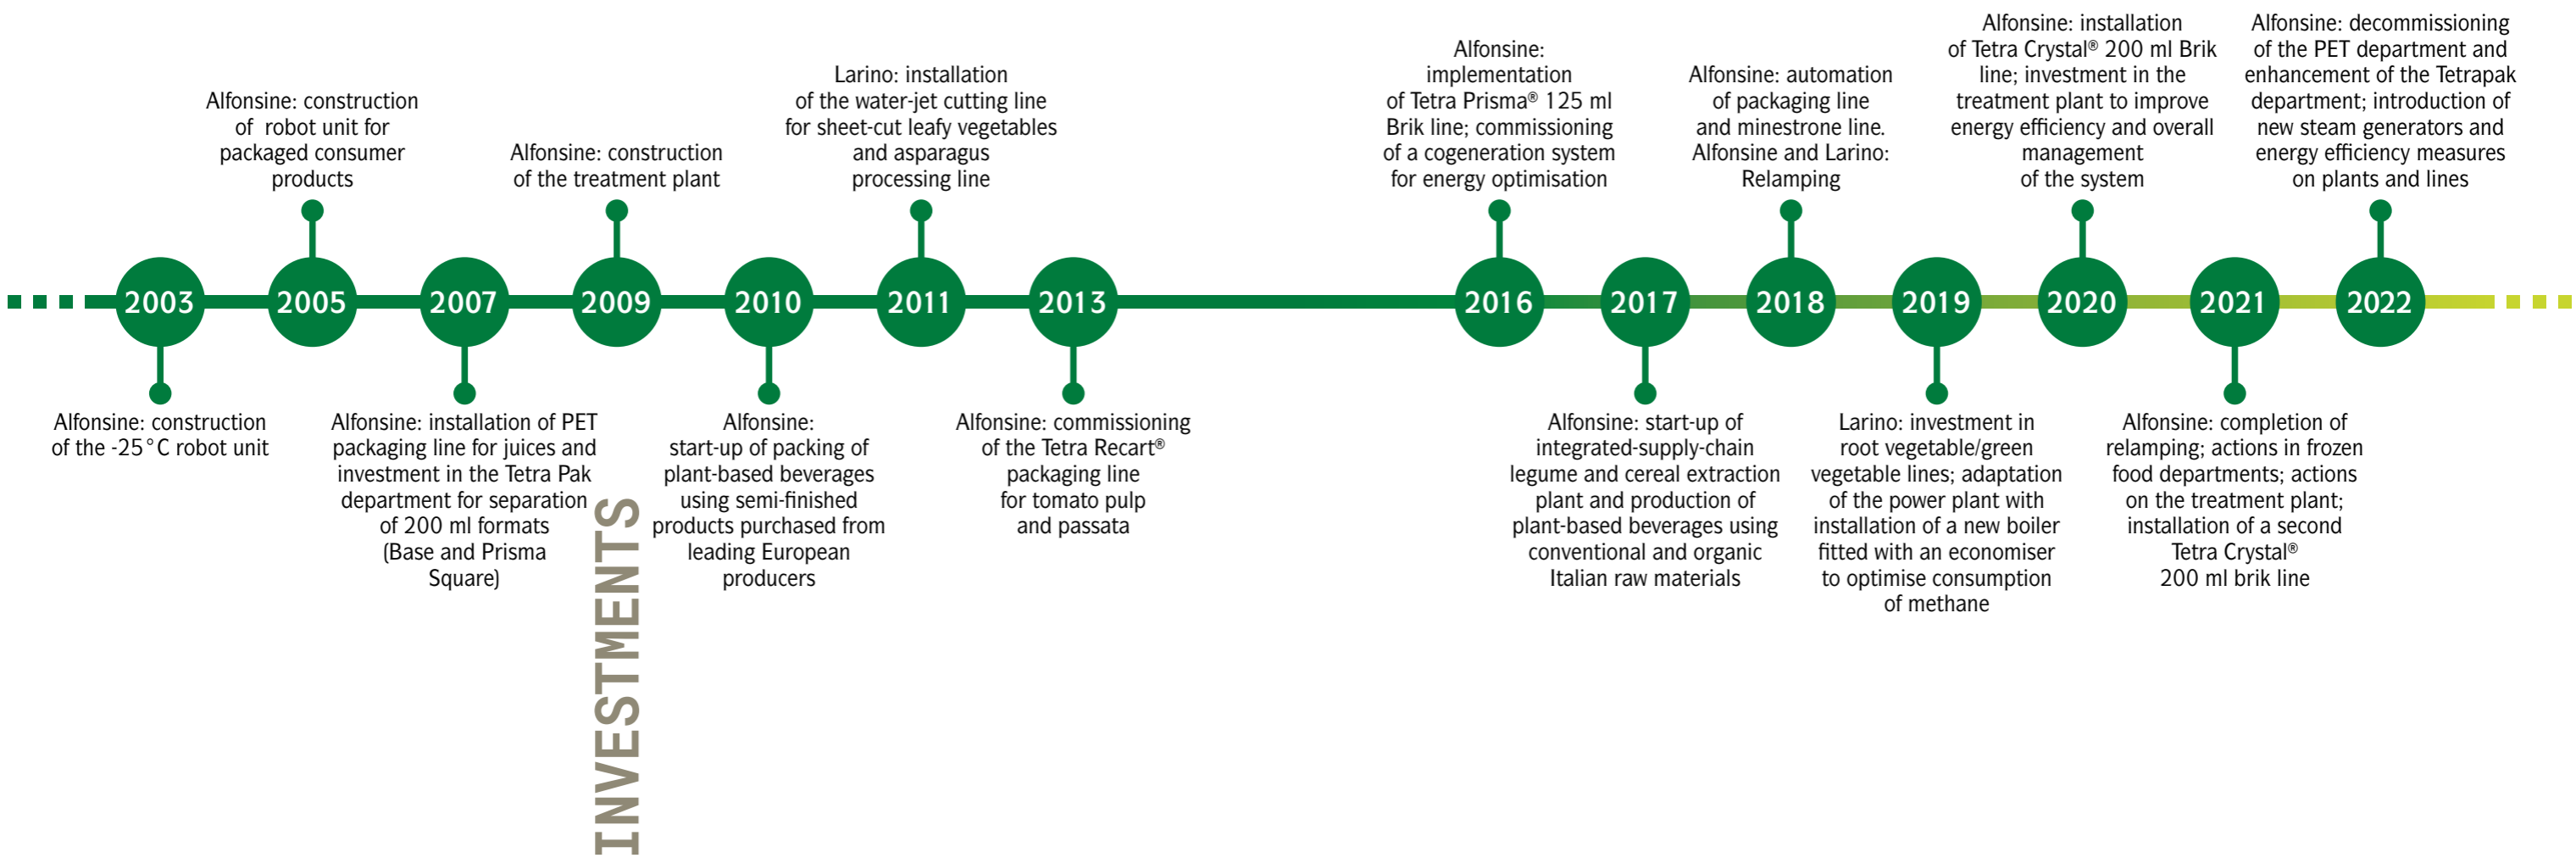 Alfonsine: construction
of robot unit for
packaged consumer
products
Alfonsine: construction
of the treatment plant
Larino: installation
of the water-jet cutting line
for sheet-cut leafy vegetables
and asparagus
processing line
Alfonsine:
implementation
of Tetra Prisma® 125 ml
Brik line; commissioning
of a cogeneration system
for energy optimisation
Alfonsine: automation
of packaging line
and minestrone line.
Alfonsine and Larino:
Relamping
Alfonsine: installation
of Tetra Crystal® 200 ml Brik
line; investment in the
treatment plant to improve
energy efficiency and overall
management
of the system
Alfonsine: decommissioning
of the PET department and
enhancement of the Tetrapak
department; introduction of
new steam generators and
energy efficiency measures
on plants and lines
2003
2005
2007
2009
2010
2011
2013
2016
2017
2018
2019
2020
2021
2022
Alfonsine: construction
of the -25°C robot unit
Alfonsine: installation of PET
packaging line for juices and
investment in the Tetra Pak
department for separation
of 200 ml formats
(Base and Prisma
Square)
Alfonsine:
start-up of packing of
plant-based beverages
using semi-finished
products purchased from
leading European
producers
Alfonsine: commissioning
of the Tetra Recart®
packaging line
for tomato pulp
and passata
Alfonsine: start-up of
integrated-supply-chain
legume and cereal extraction
plant and production of
plant-based beverages using
conventional and organic
Italian raw materials
Larino: investment in
root vegetable/green
vegetable lines; adaptation
of the power plant with
installation of a new boiler
fitted with an economiser
to optimise consumption
of methane
Alfonsine: completion of
relamping; actions in frozen
food departments; actions
on the treatment plant;
installation of a second
Tetra Crystal®
200 ml brik line
INVESTMENTS